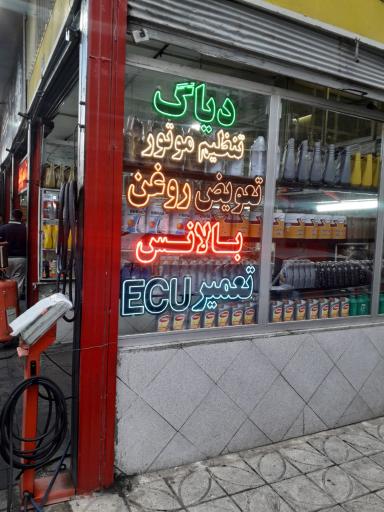 دیاگ
تنظیم موتور
تعویض روغن
بالانس
تعمیر ECU